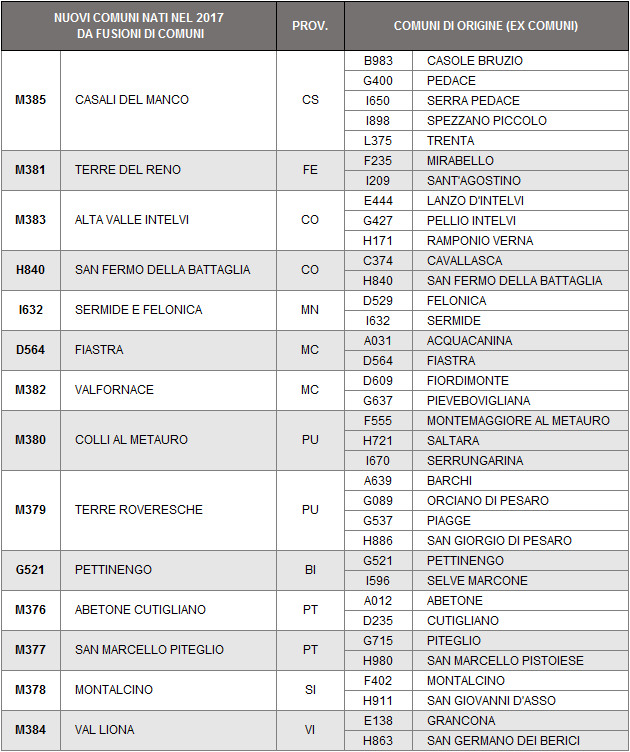 NUOVI COMUNI NATI NEL 2017
DA FUSIONI DI COMUNI
PROV.
COMUNI DI ORIGINE (EX COMUNI)
M385 CASALI DEL MANCO CS
B983 CASOLE BRUZIO
G400 PEDACE
I650 SERRA PEDACE
I898 SPEZZANO PICCOLO
L375 TRENTA
M381 TERRE DEL RENO FE
F235 MIRABELLO
I209 SANT'AGOSTINO
M383 ALTA VALLE INTELVI CO
E444 LANZO D'INTELVI
G427 PELLIO INTELVI
H171 RAMPONIO VERNA
H840 SAN FERMO DELLA BATTAGLIA CO
C374 CAVALLASCA
H840 SAN FERMO DELLA BATTAGLIA
I632 SERMIDE E FELONICA MN
D529 FELONICA
I632 SERMIDE
D564 FIASTRA MC
A031 ACQUACANINA
D564 FIASTRA
M382 VALFORNACE MC
D609 FIORDIMONTE
G637 PIEVEBOVIGLIANA
M380 COLLI AL METAURO PU
F555 MONTEMAGGIORE AL METAURO
H721 SALTARA
I670 SERRUNGARINA
M379 TERRE ROVERESCHE PU
A639 BARCHI
G089 ORCIANO DI PESARO
G537 PIAGGE
H886 SAN GIORGIO DI PESARO
G521 PETTINENGO BI
G521 PETTINENGO
I596 SELVE MARCONE
M376 ABETONE CUTIGLIANO PT
A012 ABETONE
D235 CUTIGLIANO
M377 SAN MARCELLO PITEGLIO PT
G715 PITEGLIO
H980 SAN MARCELLO PISTOIESE
M378 MONTALCINO SI
F402 MONTALCINO
H911 SAN GIOVANNI D'ASSO
M384 VAL LIONA VI
E138 GRANCONA
H863 SAN GERMANO DEI BERICI